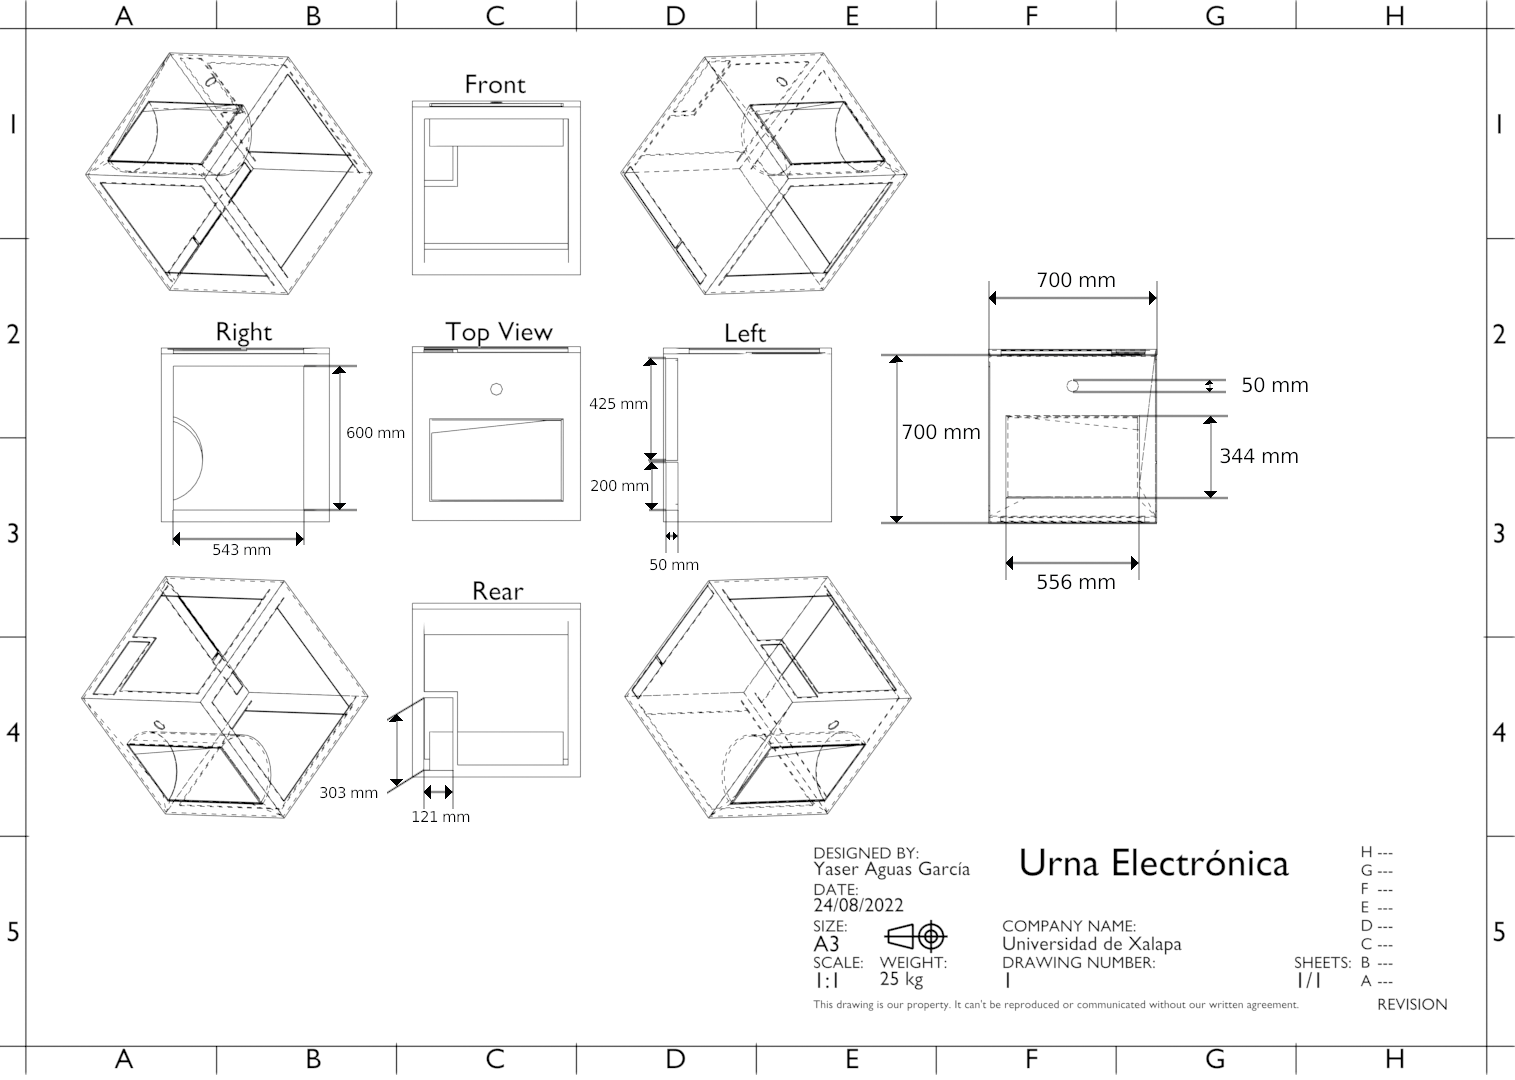 A B C D E F G H
1 1
Front
2 2
700 mm
Right Top View Left
50 mm
425 mm
600 mm
700 mm
344 mm
200 mm
3 3
543 mm
50 mm
556 mm
Rear
4 4
303 mm
121 mm
DESIGNED BY:
Yaser Aguas García
Urna Electrónica
DATE:
24/08/2022
SIZE:
A3
COMPANY NAME:
Universidad de Xalapa
SCALE: WEIGHT: DRAWING NUMBER: SHEETS:
1:1 25 kg 1 1/1
H ---
G ---
F ---
E ---
D ---
C ---
B ---
A ---
5 5
This drawing is our property. It can't be reproduced or communicated without our written agreement.
REVISION
A B C D E F G H